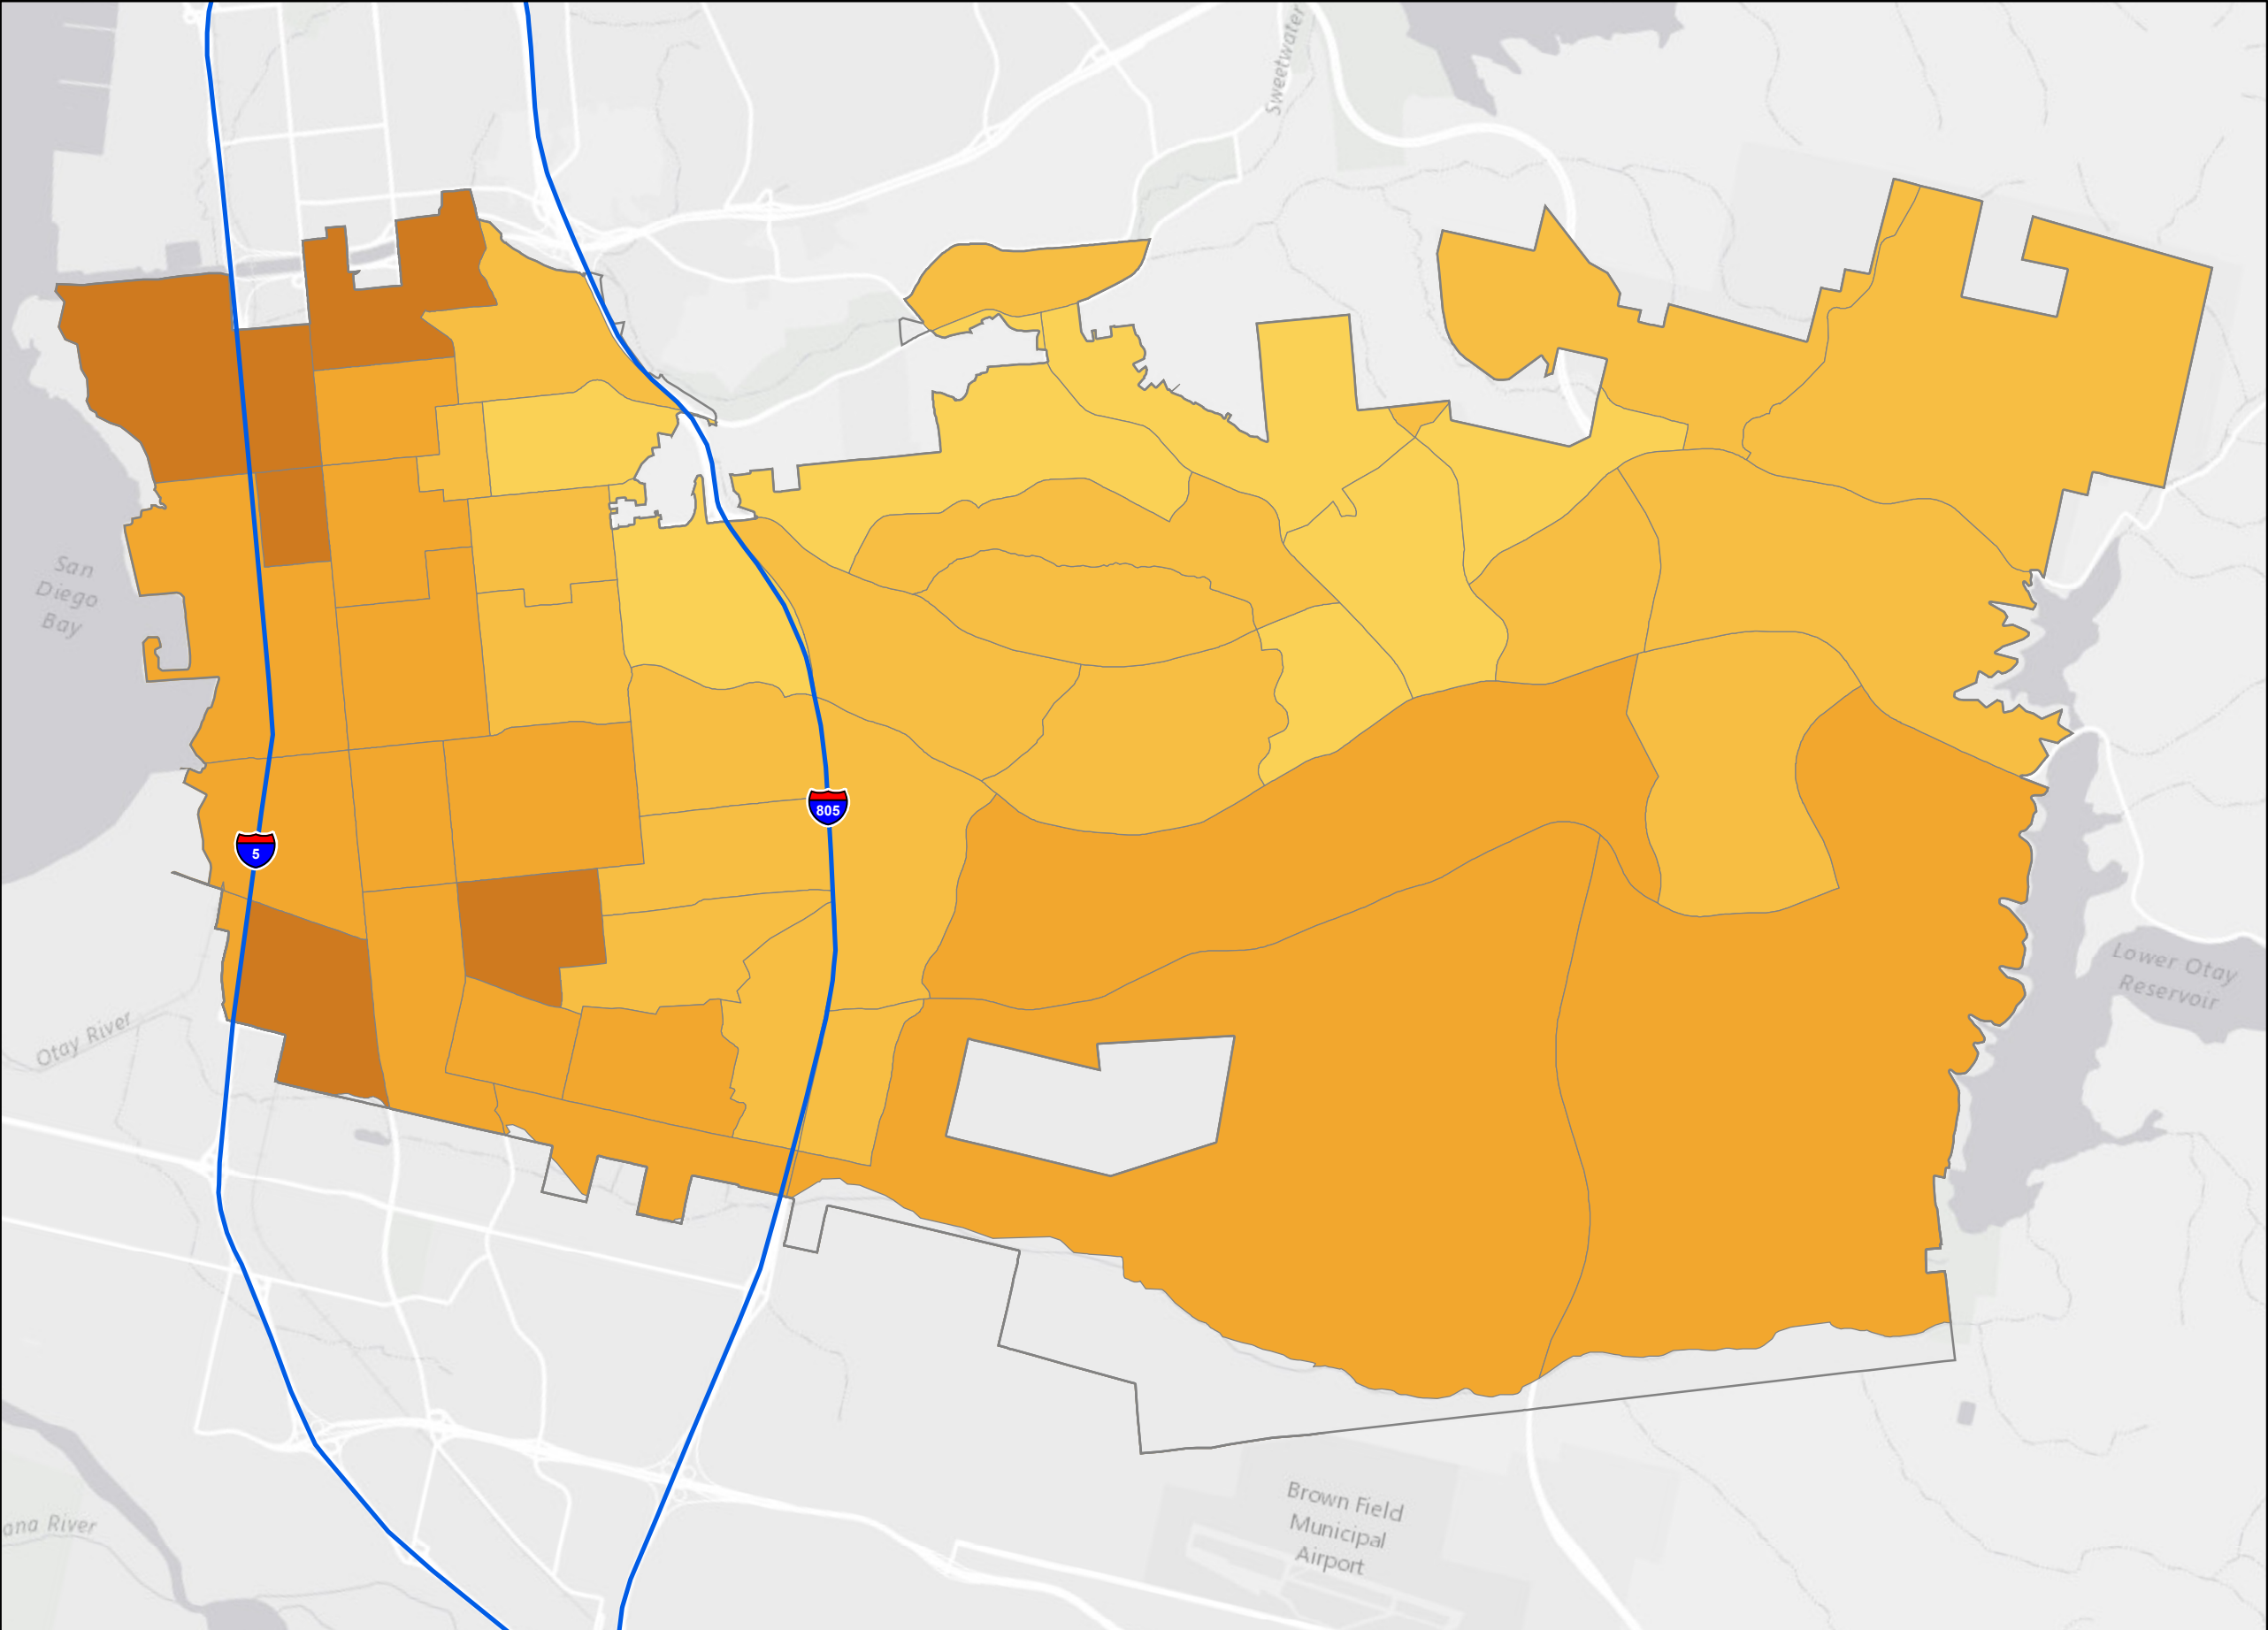 Sweetwater
San
Diego
Bay
805
5
Lower Otay
Reservoir
Otay River
Brown Field
Municipal
Airport
ana River